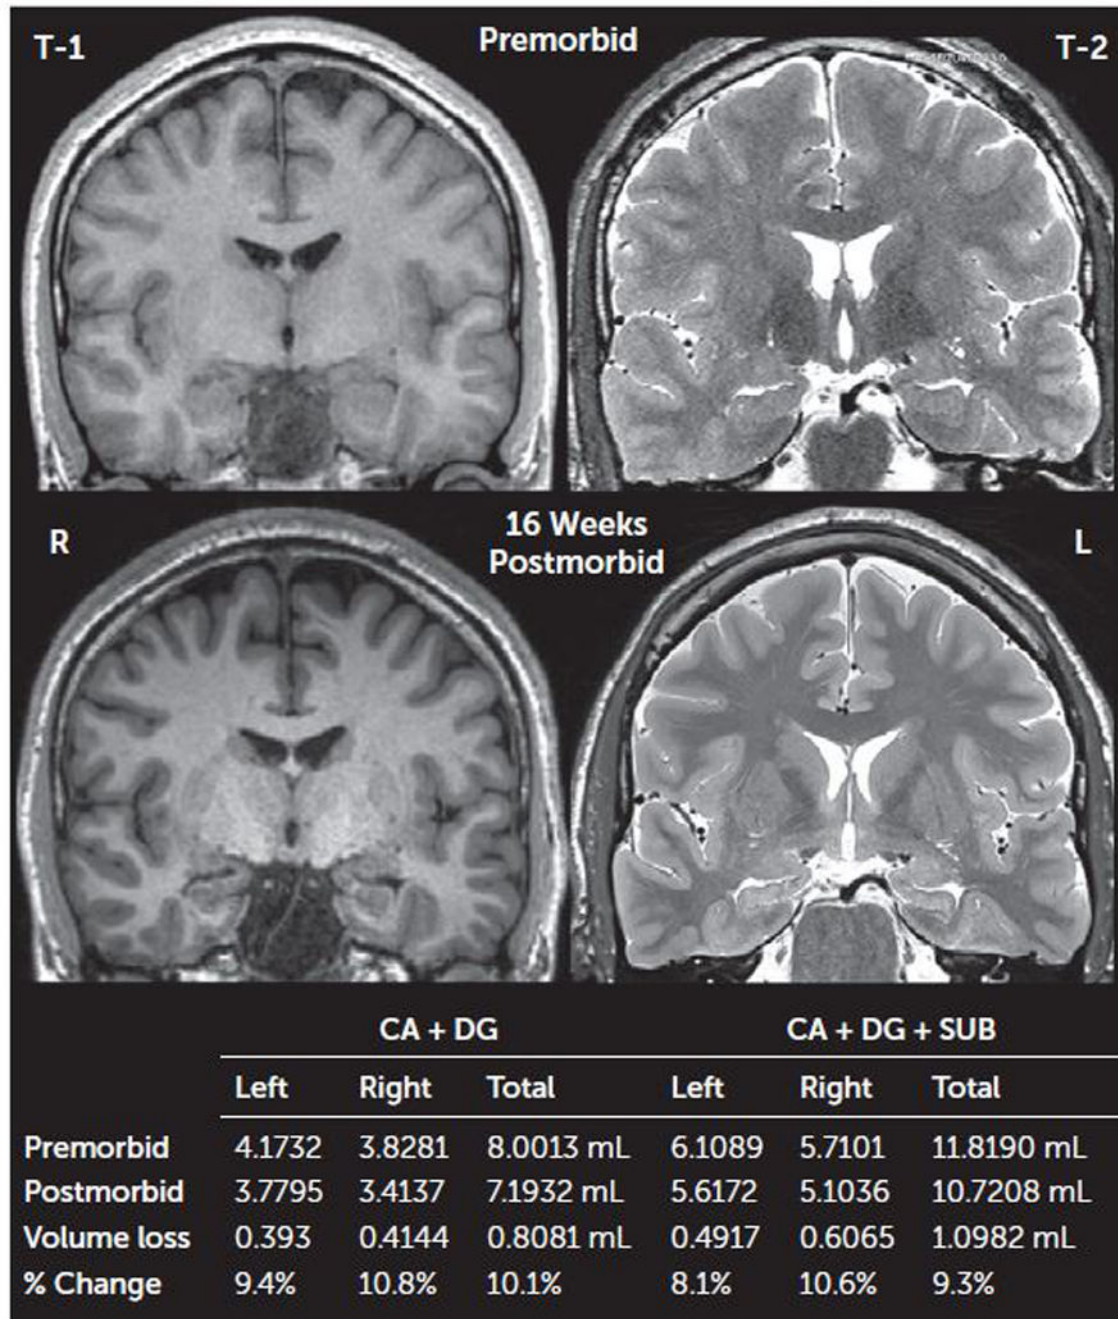 T-1 Premorbid T-2
R 16 Weeks L
Postmorbid
CA + DG CA + DG + SUB
Left Right Total Left Right Total
Premorbid 4.1732 3.8281 8.0013 mL 6.1089 5.7101 11.8190 mL
Postmorbid 3.7795 3.4137 7.1932 mL 5.6172 5.1036 10.7208 mL
Volume loss 0.393 0.4144 0.8081 mL 0.4917 0.6065 1.0982 mL
% Change 9.4% 10.8% 10.1% 8.1% 10.6% 9.3%